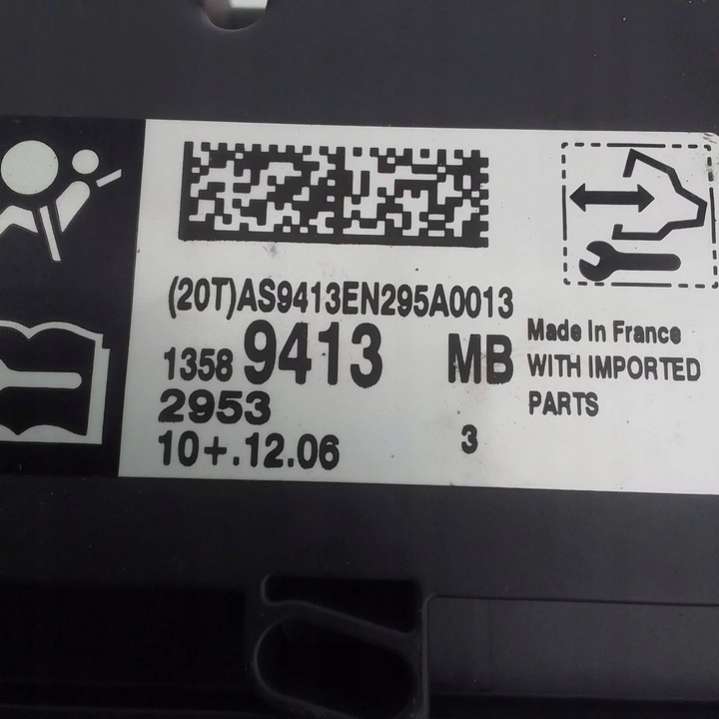 (20T)AS9413EN295A0013
1358 9413 MB
2953
10+.12.06 3
Made In France
WITH IMPORTED
PARTS